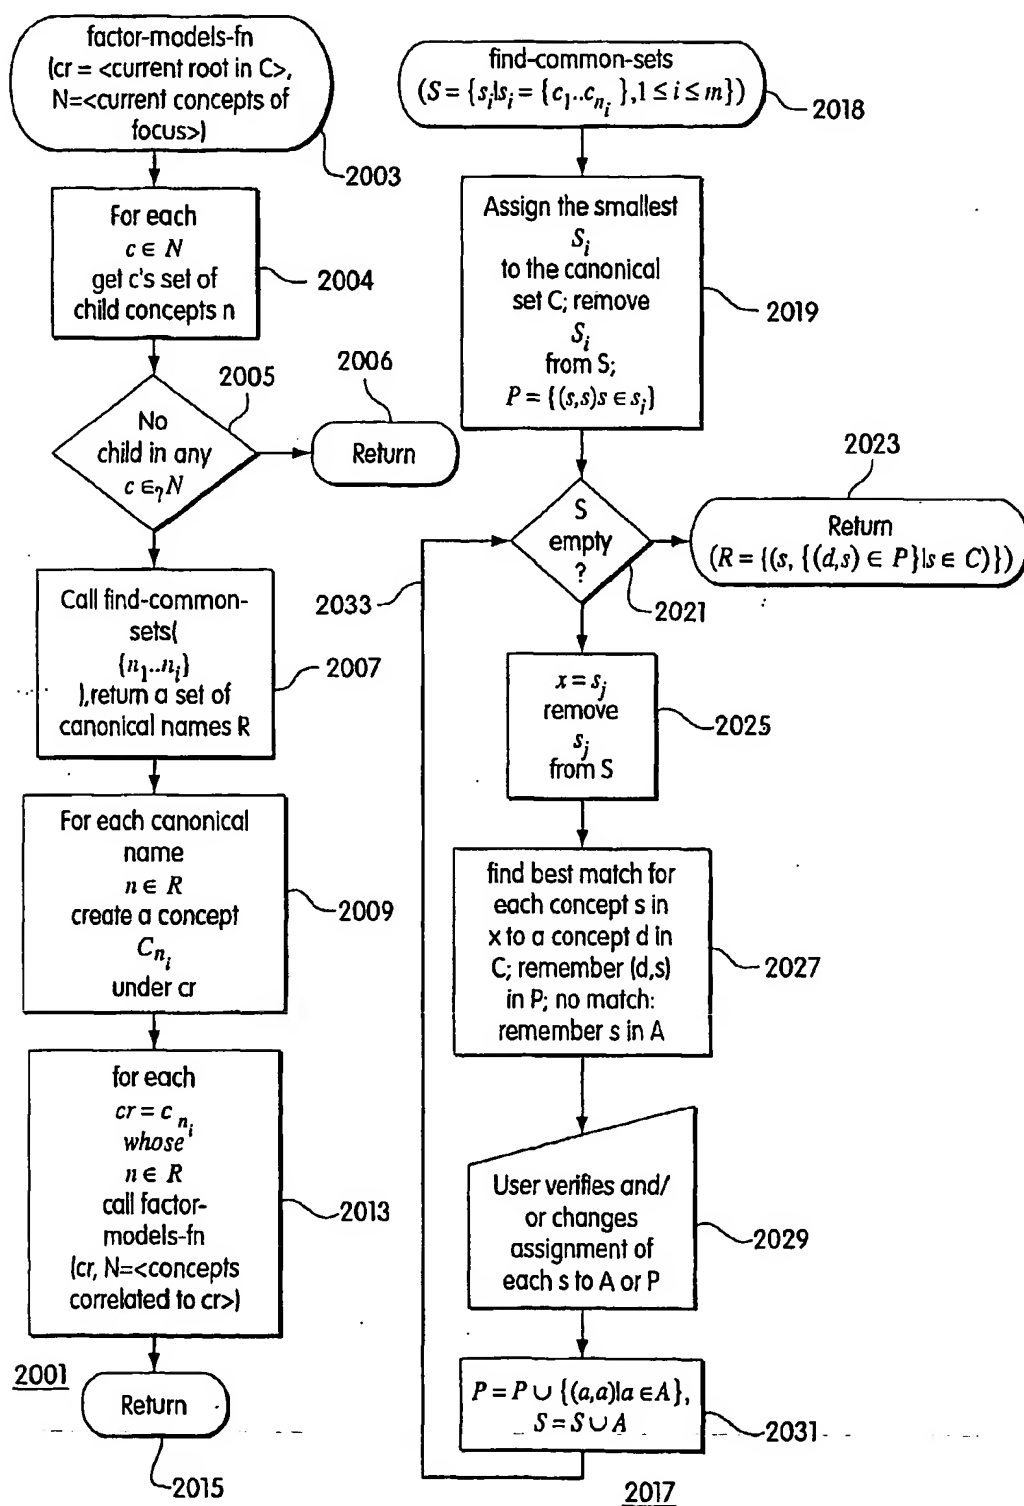 factor-models-fn
(cr = <current root in C>,
N=<current concepts of
focus>)
2003
For each
c ∈ N
get c's set of
child concepts n
2004
2005
No
child in any
c ∈? N
2006
Return
Call find-common-
sets(
{n1..ni}
),return a set of
canonical names R
2007
For each canonical
name
n ∈ R
create a concept
Cni
under cr
2009
for each
cr = cni
whose
n ∈ R
call factor-
models-fn
(cr, N=<concepts
correlated to cr>)
2013
2001
Return
2015
find-common-sets
(S = {si|si = {c1..cni},1 ≤ i ≤ m})
2018
Assign the smallest
Si
to the canonical
set C; remove
Si
from S;
P = {(s,s)s ∈ si}
2019
S
empty
?
2021
2023
Return
(R = {(s, {(d,s) ∈ P}|s ∈ C)})
2033
x = sj
remove
sj
from S
2025
find best match for
each concept s in
x to a concept d in
C; remember (d,s)
in P; no match:
remember s in A
2027
User verifies and/
or changes
assignment of
each s to A or P
2029
P = P ∪ {(a,a)|a ∈A},
S = S ∪ A
2031
2017